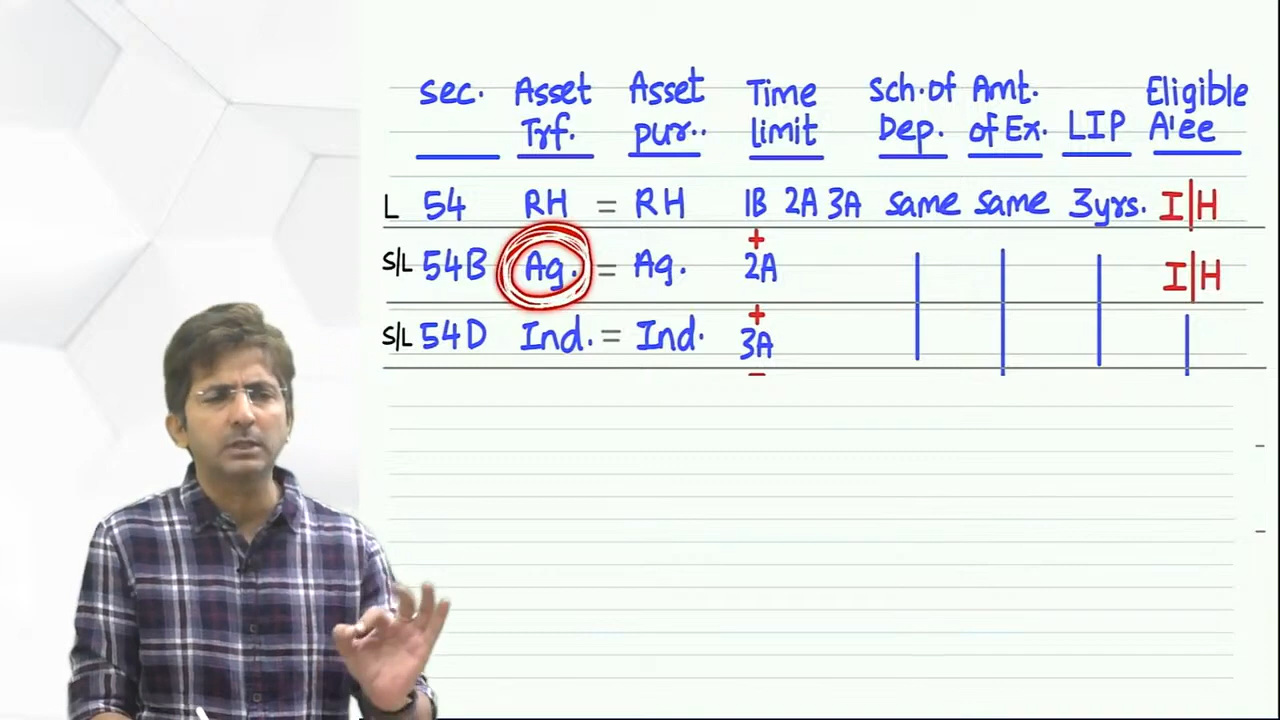 sec. Asset Trf. Asset pur.. Time limit Sch. of Dep. Amt. of Ex. LIP Eligible A'ee
L 54 RH = RH 1B 2A 3A same same 3yrs. I|H
S/L 54B Ag. = Ag. + 2A I|H
S/L 54D Ind. = Ind. + 3A